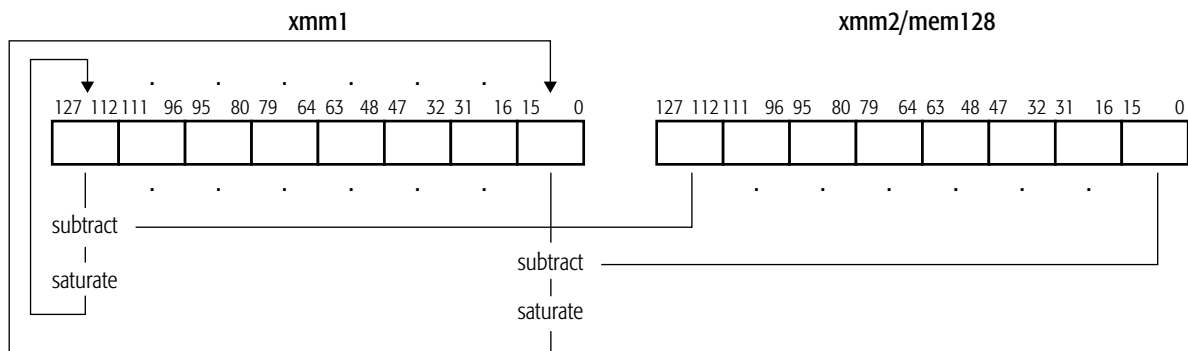 xmm1 xmm2/mem128
127 112 111 96 95 80 79 64 63 48 47 32 31 16 15 0 127 112 111 96 95 80 79 64 63 48 47 32 31 16 15 0
subtract
subtract
saturate
saturate